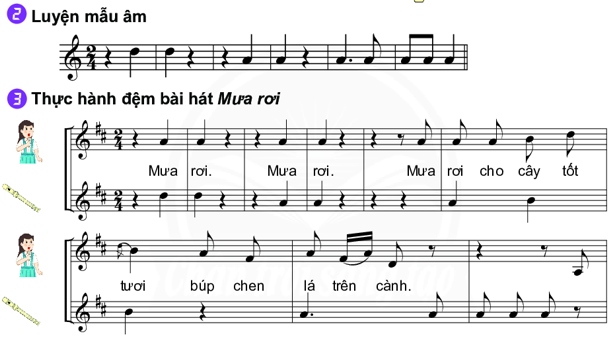 2 Luyện mẫu âm
3 Thực hành đệm bài hát Mưa rơi
Mưa rơi. Mưa rơi. Mưa rơi cho cây tốt
tươi búp chen lá trên cành.